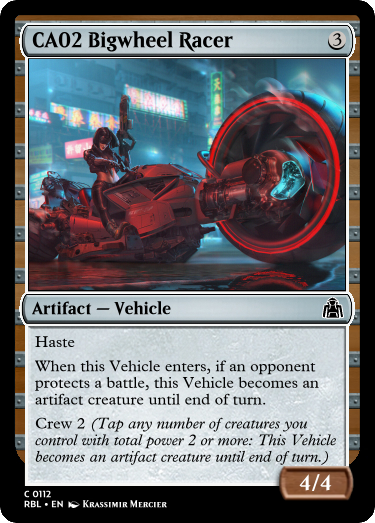 CA02 Bigwheel Racer 3
Artifact — Vehicle
Haste
When this Vehicle enters, if an opponent
protects a battle, this Vehicle becomes an
artifact creature until end of turn.
Crew 2 (Tap any number of creatures you
control with total power 2 or more: This Vehicle
becomes an artifact creature until end of turn.)
4/4
C 0112
RBL • EN Krassimir Mercier